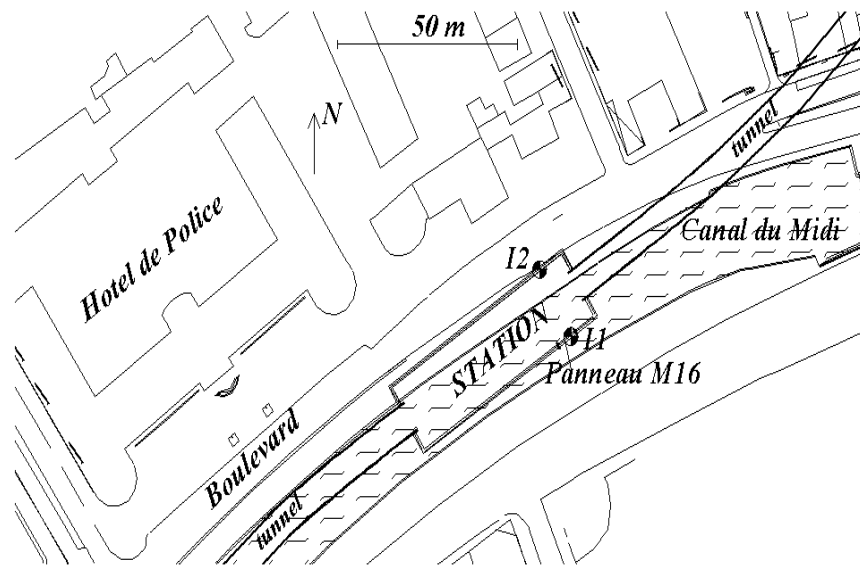 50 m
N
tunnel
Hotel de Police
Canal du Midi
I2
STATION
I1
Panneau M16
Boulevard
tunnel